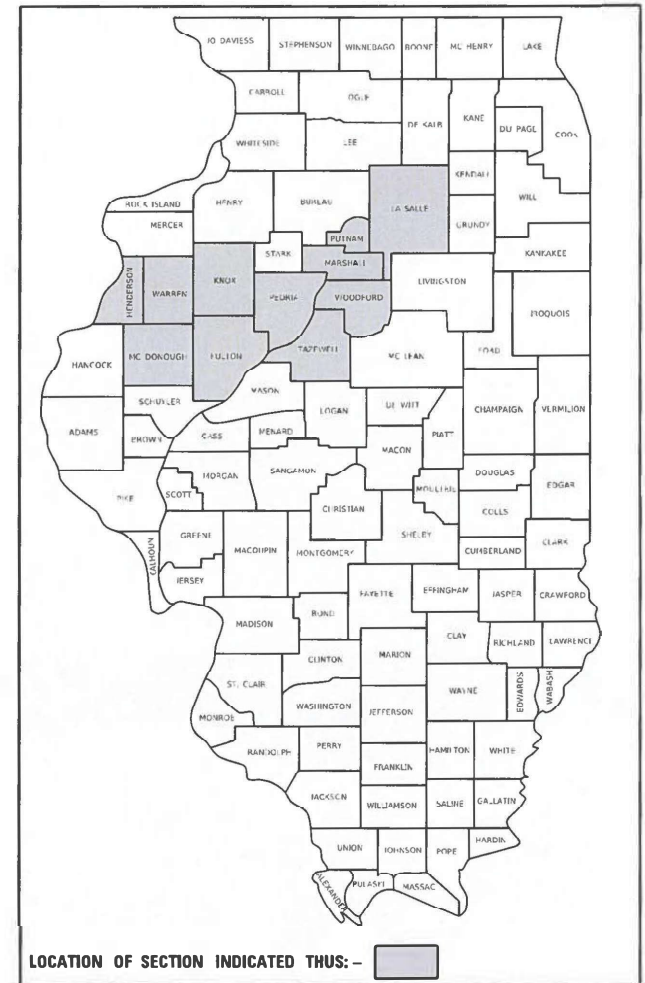 JO DAVIESS STEPHENSON WINNEBAGO BOONE MC HENRY LAKE
CARROLL OGLE DE KALB KANE DU PAGE COOK
WHITESIDE LEE KENDALL WILL
ROCK ISLAND HENRY BUREAU LA SALLE GRUNDY
MERCER STARK PUTNAM KANKAKEE
HENDERSON WARREN KNOX PEORIA MARSHALL WOODFORD LIVINGSTON IROQUOIS
HANCOCK MC DONOUGH FULTON TAZEWELL MC LEAN FORD
SCHUYLER MASON LOGAN DE WITT CHAMPAIGN VERMILION
ADAMS BROWN CASS MENARD MACON PIATT
PIKE SCOTT MORGAN SANGAMON CHRISTIAN MOULTRIE DOUGLAS EDGAR
CALHOUN GREENE MACOUPIN MONTGOMERY SHELBY COLES CUMBERLAND CLARK
JERSEY FAYETTE EFFINGHAM JASPER CRAWFORD
MADISON BOND CLAY RICHLAND LAWRENCE
CLINTON MARION
ST. CLAIR WASHINGTON JEFFERSON WAYNE EDWARDS WABASH
MONROE RANDOLPH PERRY HAMILTON WHITE
FRANKLIN
JACKSON WILLIAMSON SALINE GALLATIN
UNION JOHNSON POPE HARDIN
ALEXANDER PULASKI MASSAC
LOCATION OF SECTION INDICATED THUS: –